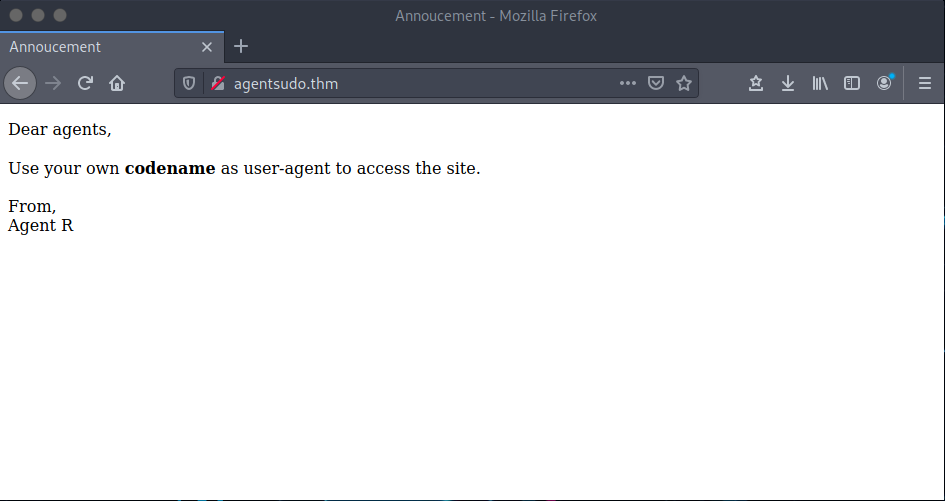 Annoucement - Mozilla Firefox
Annoucement
agentsudo.thm
Dear agents,
Use your own codename as user-agent to access the site.
From,
Agent R